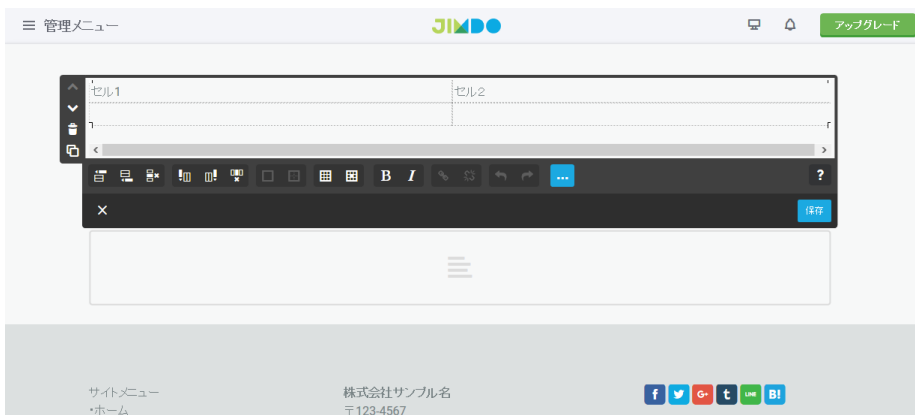 管理メニュー
JIMDO
アップグレード
セル1
セル2
B I
...
?
保存
サイトメニュー
•ホーム
株式会社サンプル名
〒123-4567
f
G+
t
LINE
B!